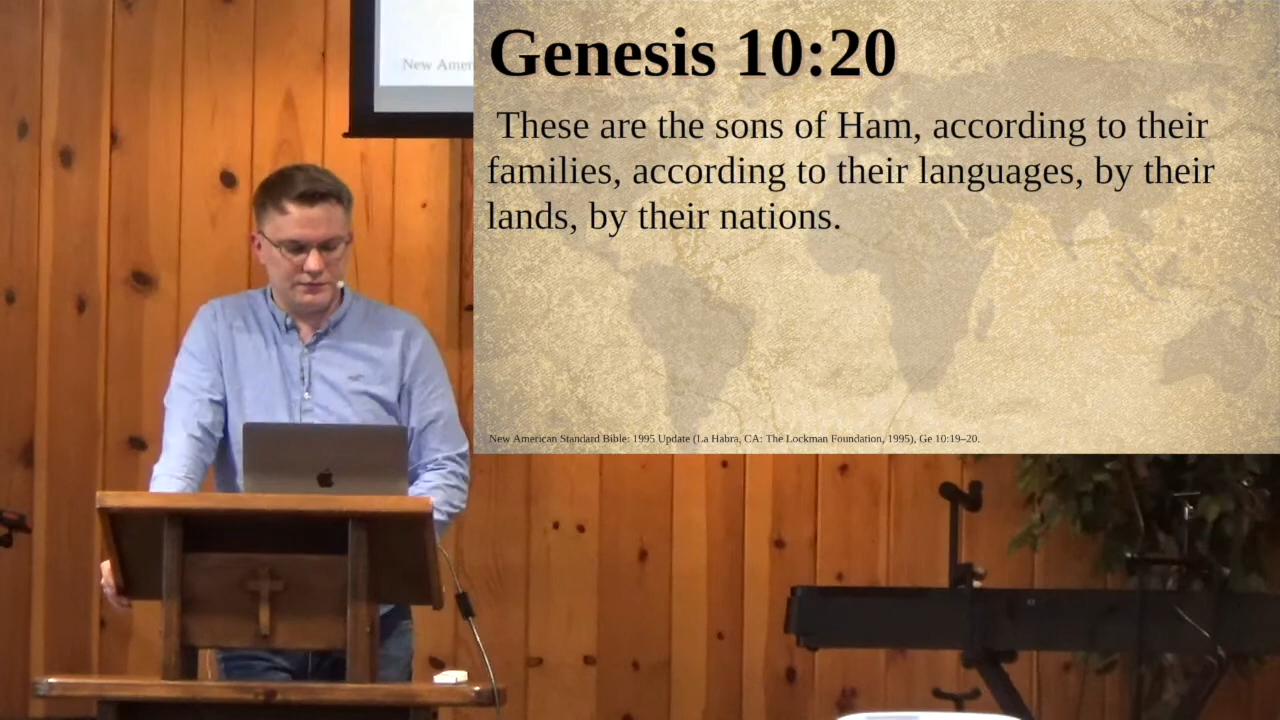 New Amer
Genesis 10:20
These are the sons of Ham, according to their
families, according to their languages, by their
lands, by their nations.
New American Standard Bible: 1995 Update (La Habra, CA: The Lockman Foundation, 1995), Ge 10:19–20.